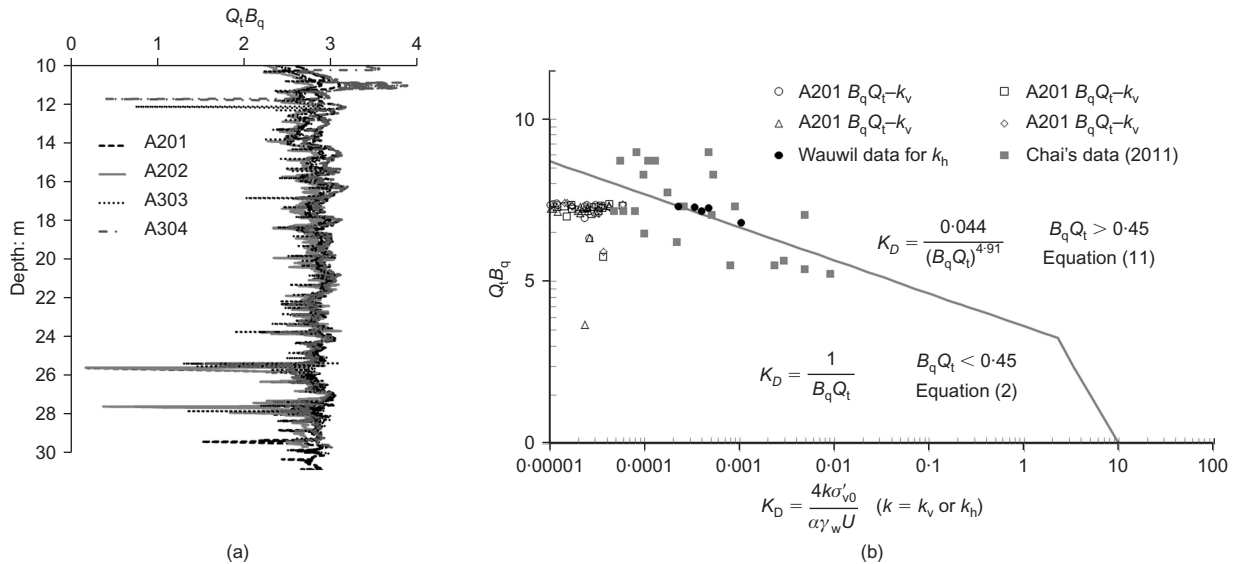 QtBq
0 1 2 3 4
10
12
14
16
18
20
22
24
26
28
30
Depth: m
A201
A202
A303
A304
(a)
A201 BqQt–kv
A201 BqQt–kv
A201 BqQt–kv
A201 BqQt–kv
Wauwil data for kh
Chai's data (2011)
10
5
0
QtBq
KD = 0·044 / (BqQt)4·91
BqQt > 0·45
Equation (11)
KD = 1 / BqQt
BqQt < 0·45
Equation (2)
0·00001 0·0001 0·001 0·01 0·1 1 10 100
KD = 4kσ′v0 / αγwU (k = kv or kh)
(b)